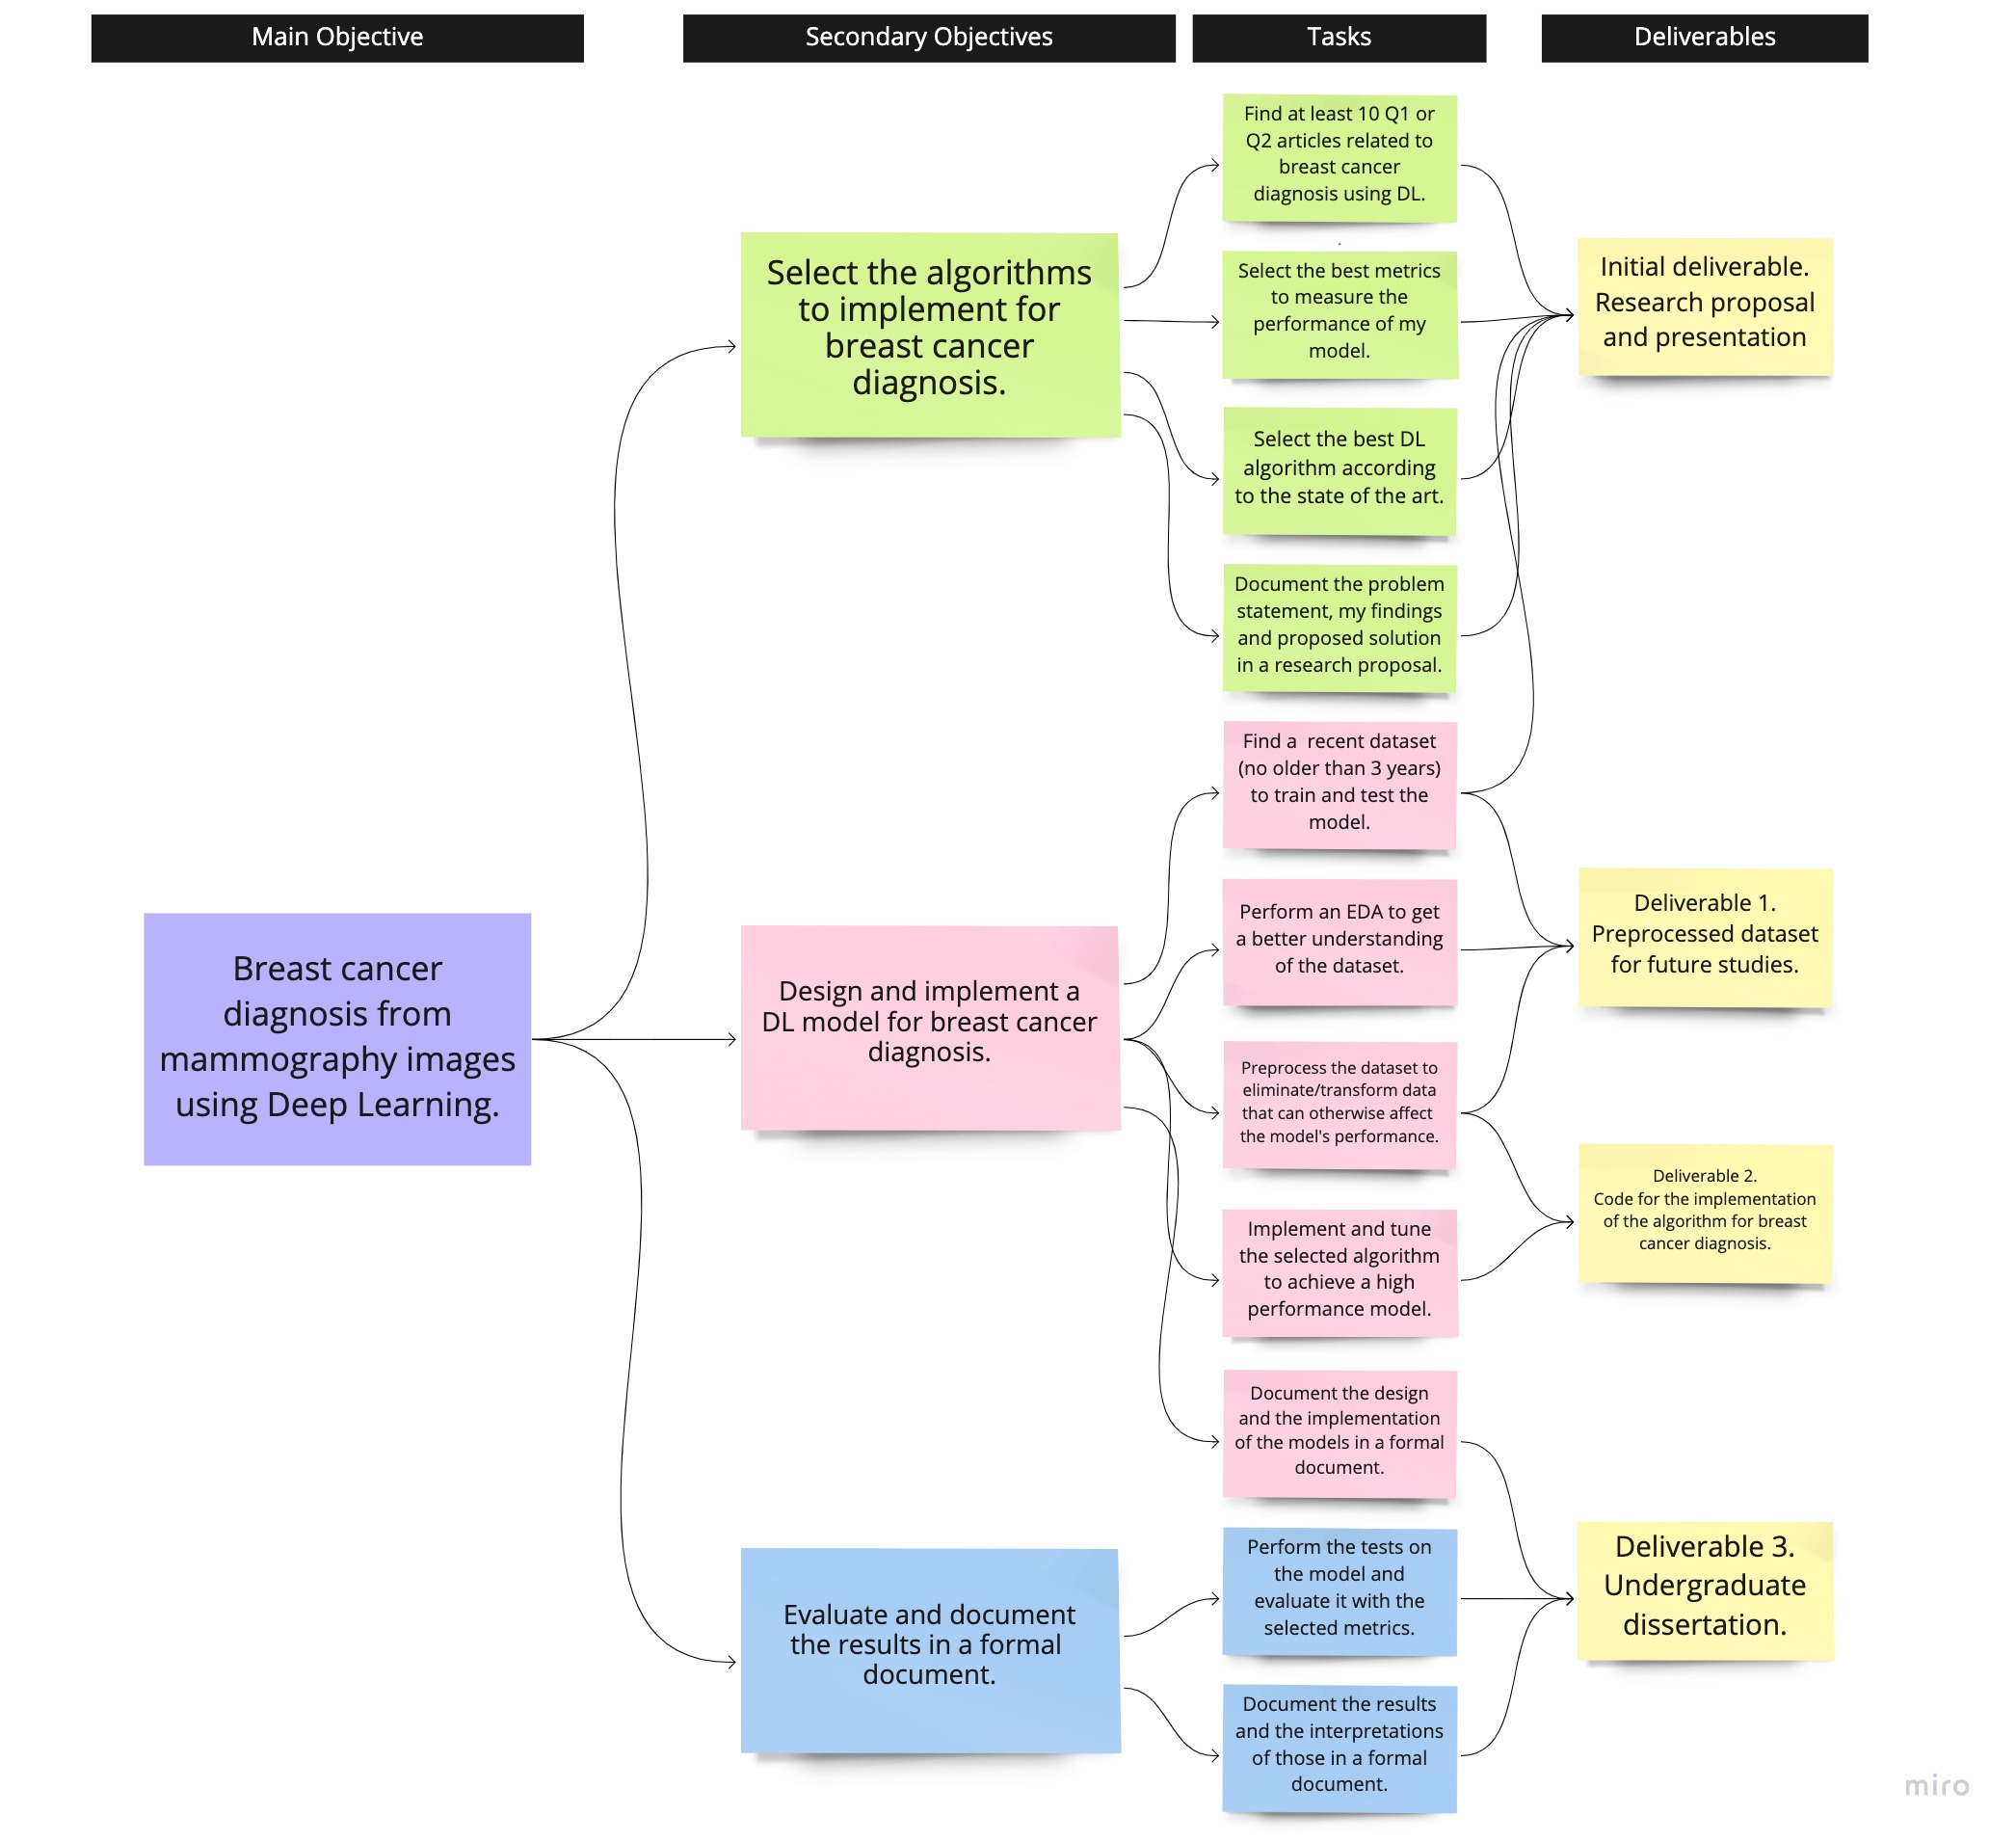 Main Objective
Secondary Objectives
Tasks
Deliverables
Find at least 10 Q1 or
Q2 articles related to
breast cancer
diagnosis using DL.
.
Select the algorithms
to implement for
breast cancer
diagnosis.
Select the best metrics
to measure the
performance of my
model.
Initial deliverable.
Research proposal
and presentation
Select the best DL
algorithm according
to the state of the art.
Document the problem
statement, my findings
and proposed solution
in a research proposal.
Find a  recent dataset
(no older than 3 years)
to train and test the
model.
Breast cancer
diagnosis from
mammography images
using Deep Learning.
Design and implement a
DL model for breast cancer
diagnosis.
Perform an EDA to get
a better understanding
of the dataset.
Deliverable 1.
Preprocessed dataset
for future studies.
Preprocess the dataset to
eliminate/transform data
that can otherwise affect
the model's performance.
Deliverable 2.
Code for the implementation
of the algorithm for breast
cancer diagnosis.
Implement and tune
the selected algorithm
to achieve a high
performance model.
Document the design
and the implementation
of the models in a formal
document.
Evaluate and document
the results in a formal
document.
Perform the tests on
the model and
evaluate it with the
selected metrics.
Deliverable 3.
Undergraduate
dissertation.
Document the results
and the interpretations
of those in a formal
document.
miro